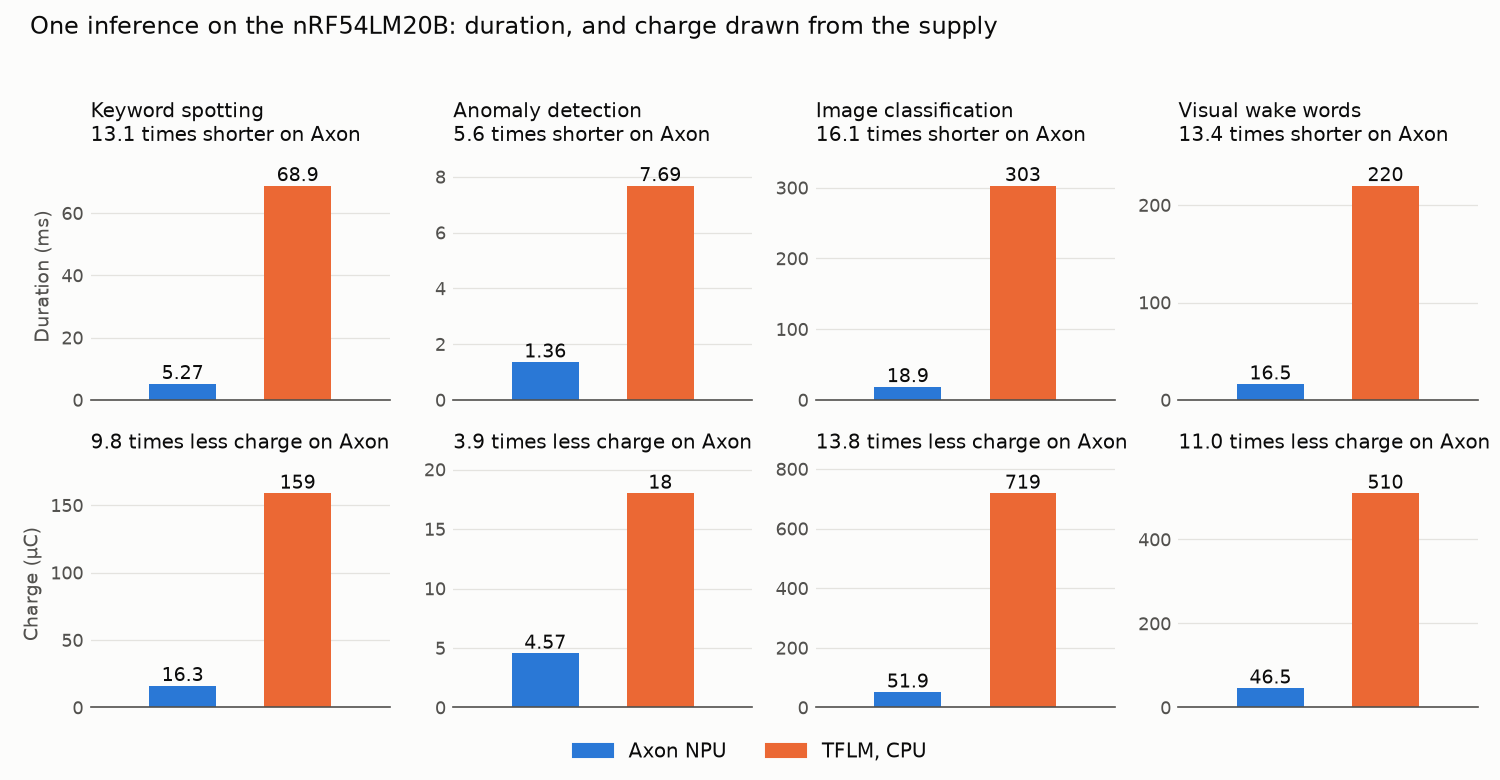 One inference on the nRF54LM20B: duration, and charge drawn from the supply
Keyword spotting
13.1 times shorter on Axon
Anomaly detection
5.6 times shorter on Axon
Image classification
16.1 times shorter on Axon
Visual wake words
13.4 times shorter on Axon
Duration (ms)
60
40
20
0
5.27
68.9
8
6
4
2
0
1.36
7.69
300
200
100
0
18.9
303
200
100
0
16.5
220
9.8 times less charge on Axon
3.9 times less charge on Axon
13.8 times less charge on Axon
11.0 times less charge on Axon
Charge (µC)
150
100
50
0
16.3
159
20
15
10
5
0
4.57
18
800
600
400
200
0
51.9
719
400
200
0
46.5
510
Axon NPU
TFLM, CPU